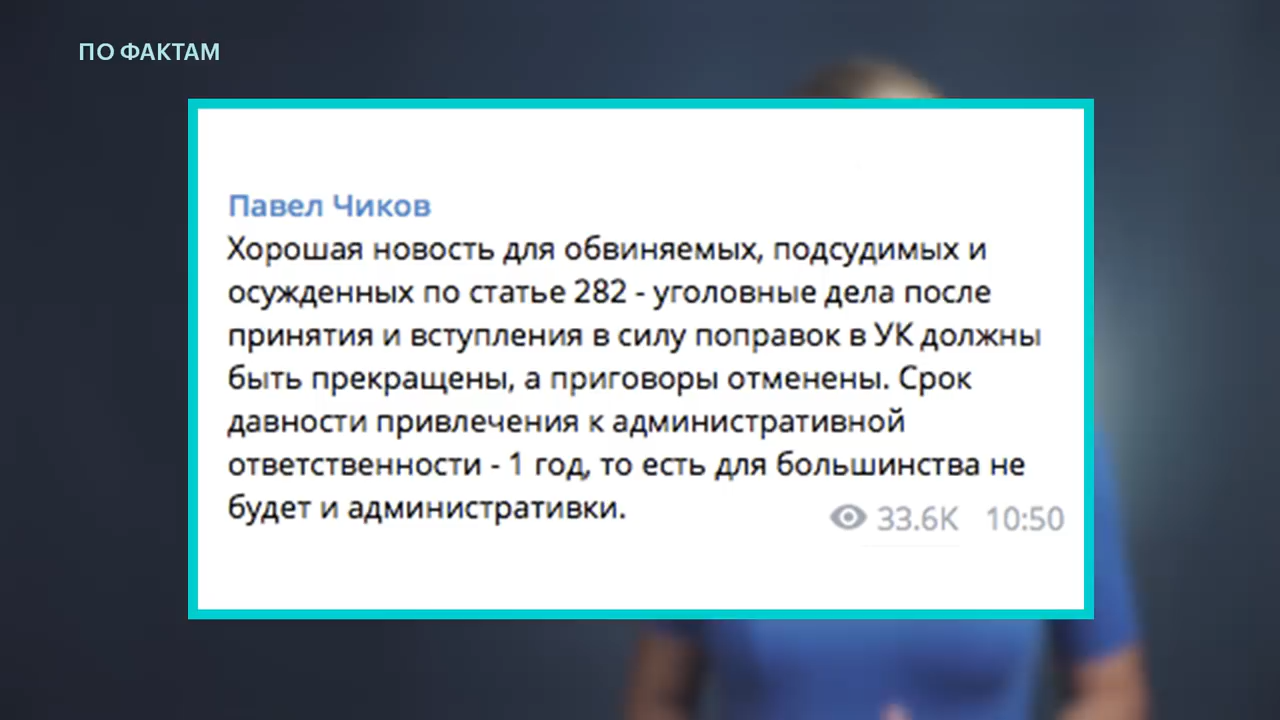 ПО ФАКТАМ
Павел Чиков
Хорошая новость для обвиняемых, подсудимых и
осужденных по статье 282 - уголовные дела после
принятия и вступления в силу поправок в УК должны
быть прекращены, а приговоры отменены. Срок
давности привлечения к административной
ответственности - 1 год, то есть для большинства не
будет и административки.
33.6K 10:50